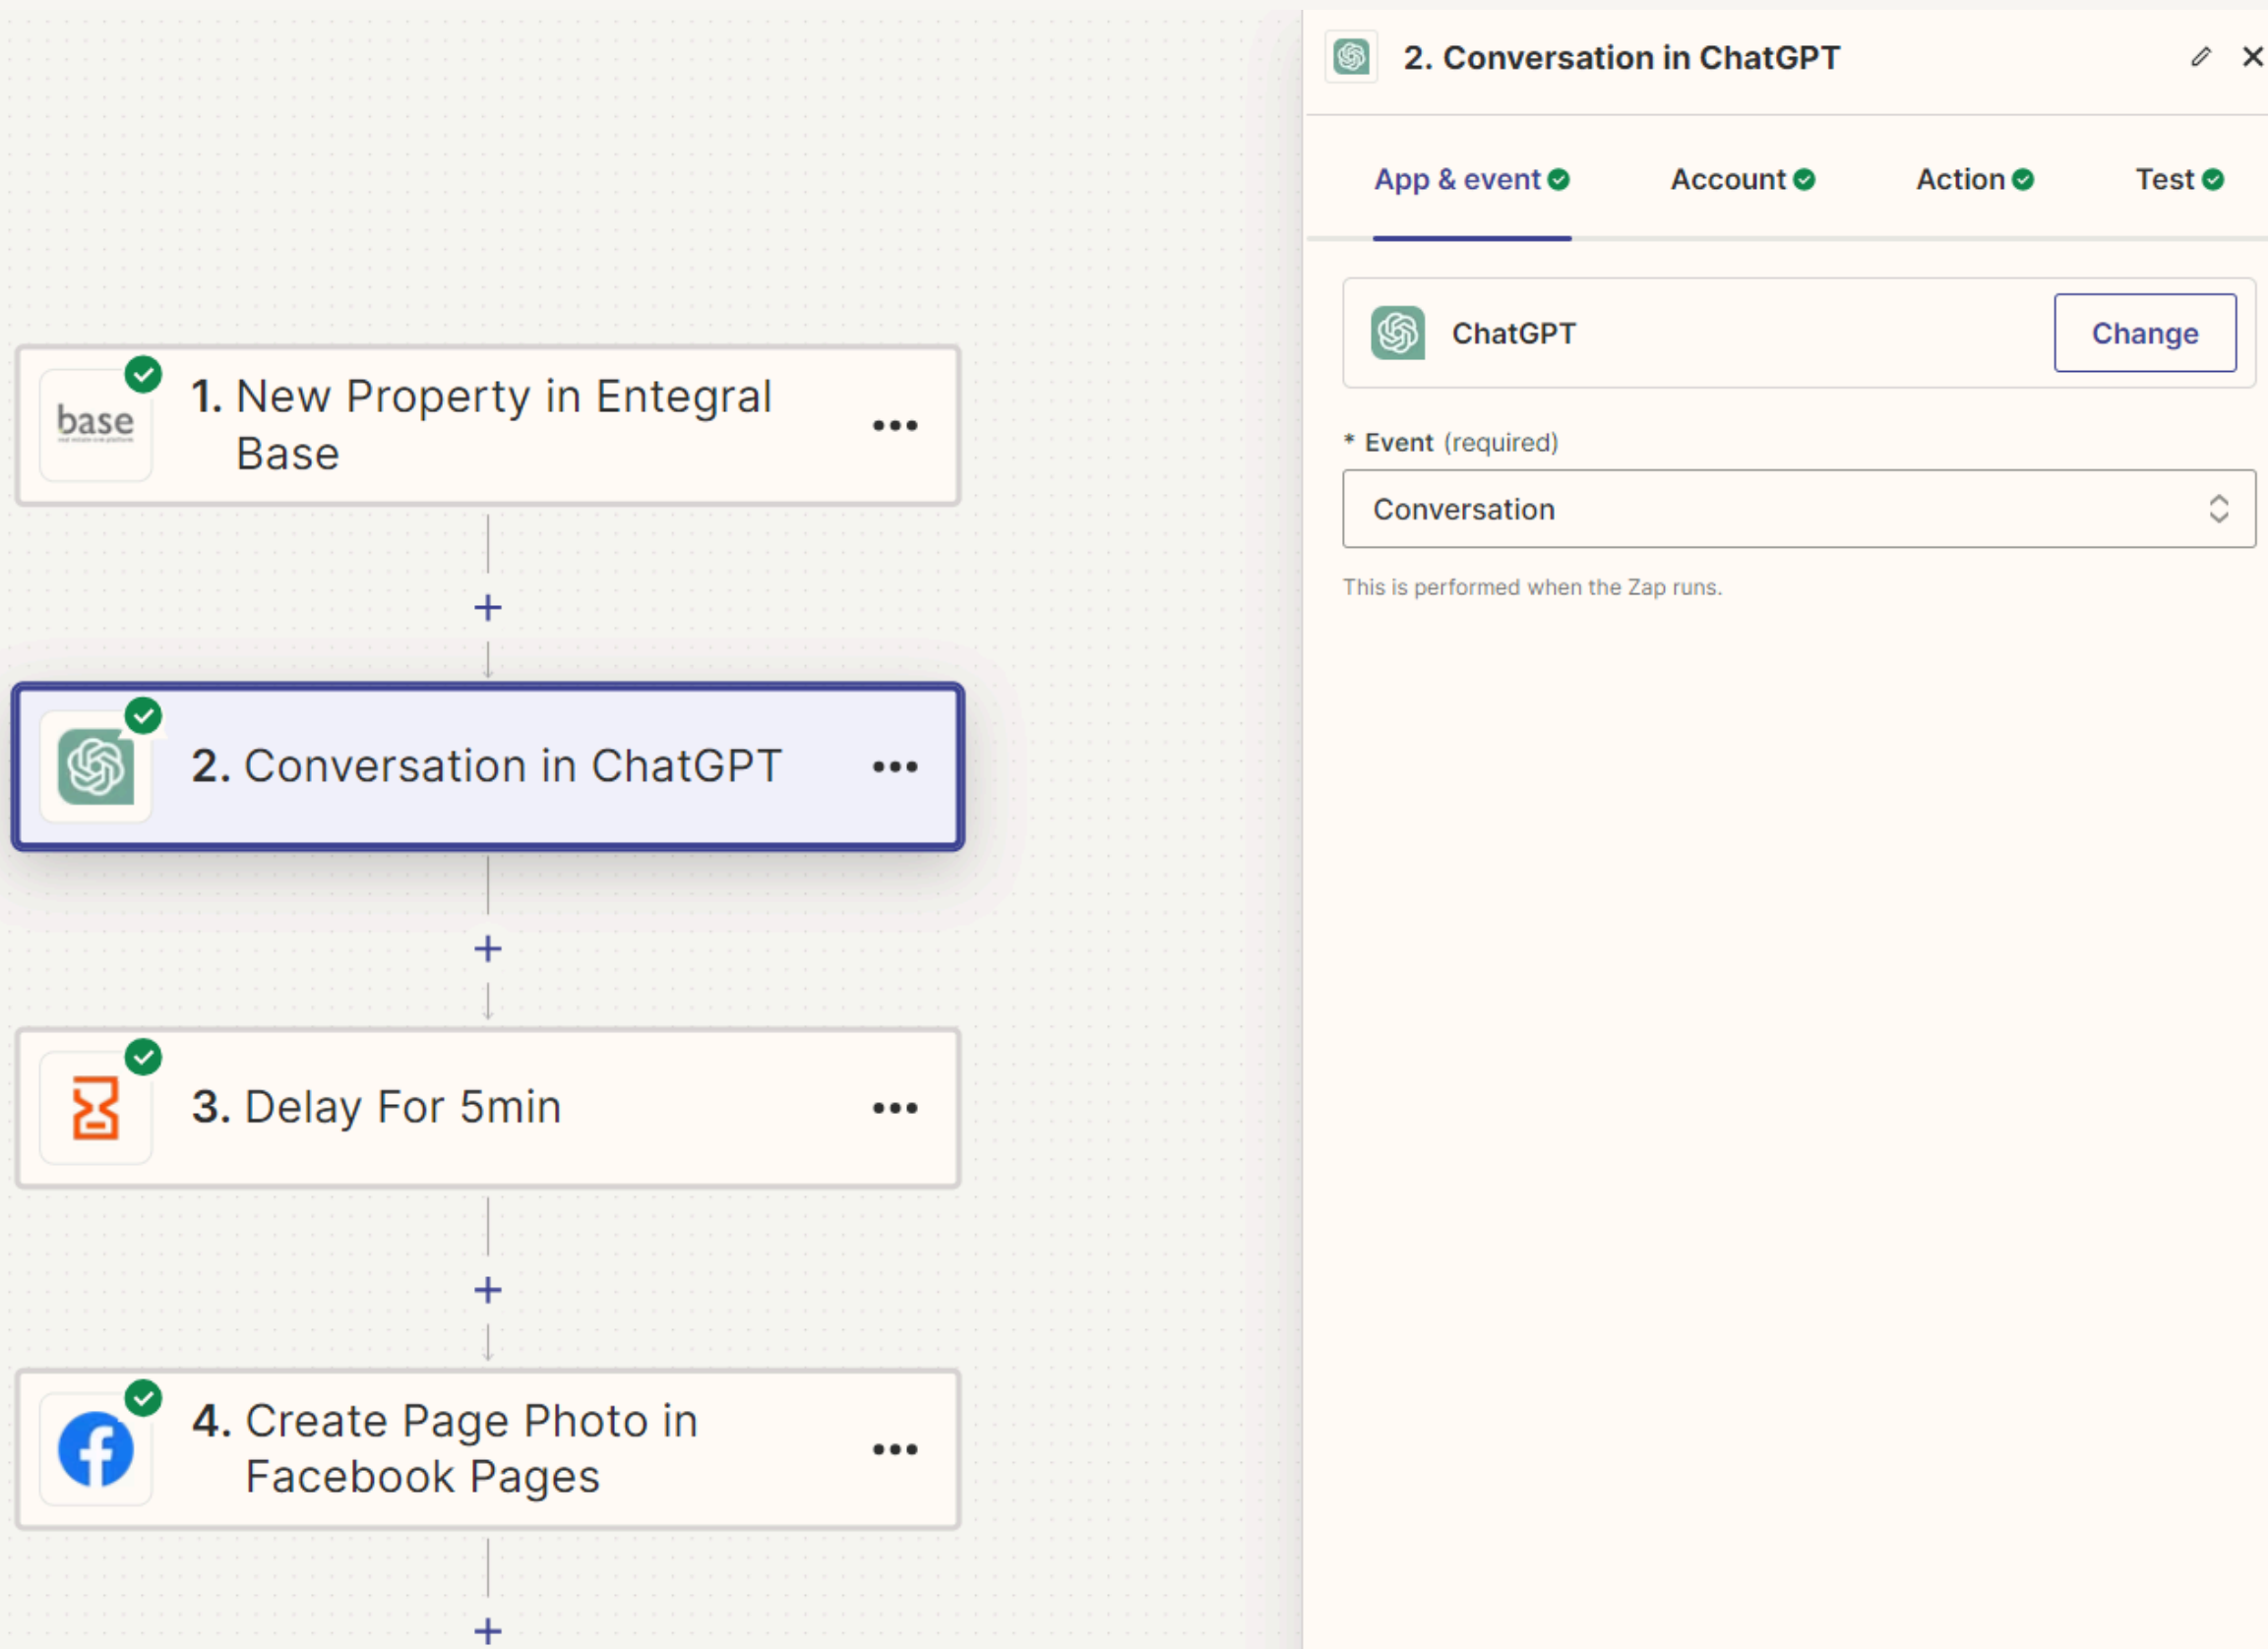 base
1. New Property in Entegral
Base
2. Conversation in ChatGPT
3. Delay For 5min
4. Create Page Photo in
Facebook Pages
2. Conversation in ChatGPT
App & event
Account
Action
Test
ChatGPT
Change
* Event (required)
Conversation
This is performed when the Zap runs.